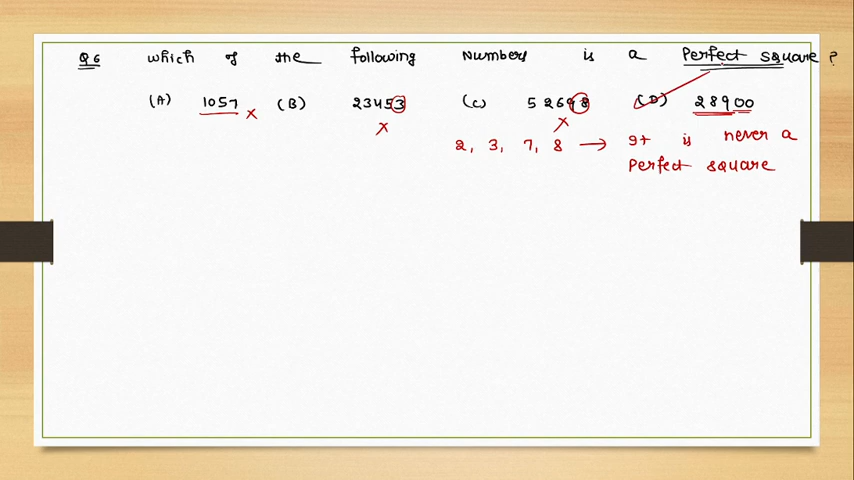 Q6 which of the following Numbers is a Perfect square ?
(A) 1057 × (B) 23453 × (C) 52698 × (D) 28900
2, 3, 7, 8 → It is never a
Perfect square